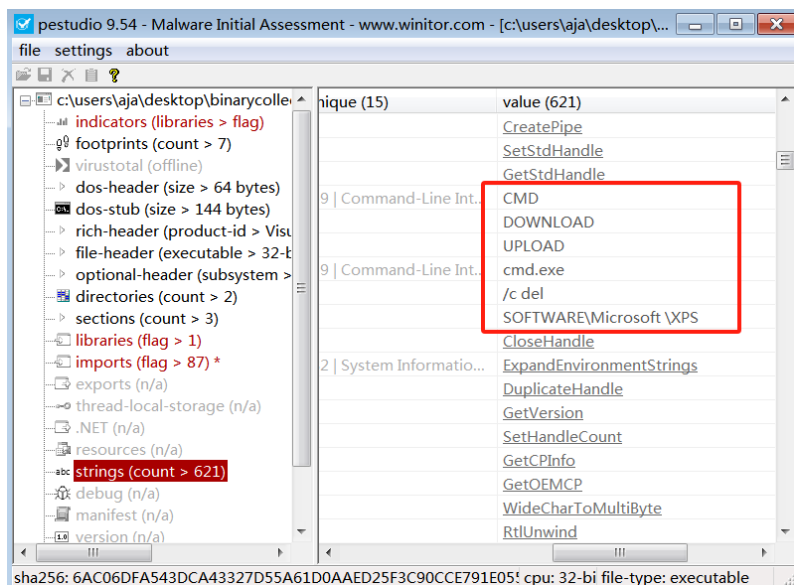 pestudio 9.54 - Malware Initial Assessment - www.winitor.com - [c:\users\aja\desktop\...
file settings about
c:\users\aja\desktop\binarycolle
indicators (libraries > flag)
footprints (count > 7)
virustotal (offline)
dos-header (size > 64 bytes)
dos-stub (size > 144 bytes)
rich-header (product-id > Visu
file-header (executable > 32-b
optional-header (subsystem >
directories (count > 2)
sections (count > 3)
libraries (flag > 1)
imports (flag > 87) *
exports (n/a)
thread-local-storage (n/a)
.NET (n/a)
resources (n/a)
abc strings (count > 621)
debug (n/a)
manifest (n/a)
1.0 version (n/a)
nique (15) value (621)
CreatePipe
SetStdHandle
GetStdHandle
9 | Command-Line Int... CMD
DOWNLOAD
UPLOAD
9 | Command-Line Int... cmd.exe
/c del
SOFTWARE\Microsoft \XPS
CloseHandle
2 | System Informatio... ExpandEnvironmentStrings
DuplicateHandle
GetVersion
SetHandleCount
GetCPInfo
GetOEMCP
WideCharToMultiByte
RtlUnwind
sha256: 6AC06DFA543DCA43327D55A61D0AAED25F3C90CCE791E05! cpu: 32-bi file-type: executable